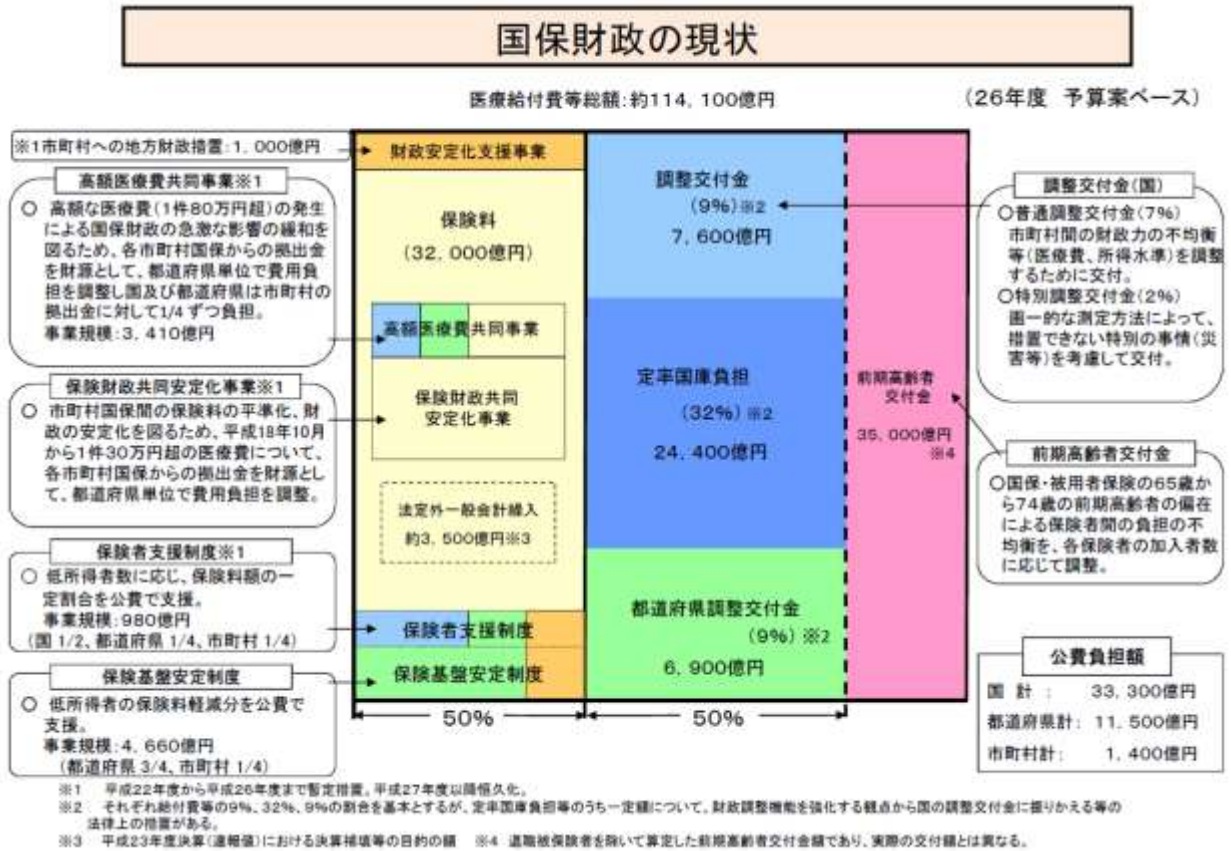 国保財政の現状
医療給付費等総額:約114,100億円
(26年度 予算案ベース)
※1市町村への地方財政措置:1,000億円
高額医療費共同事業※1
○ 高額な医療費(1件80万円超)の発生
による国保財政の急激な影響の緩和を
図るため、各市町村国保からの拠出金
を財源として、都道府県単位で費用負
担を調整し国及び都道府県は市町村の
拠出金に対して1/4ずつ負担。
事業規模:3,410億円
保険財政共同安定化事業※1
○ 市町村国保間の保険料の平準化、財
政の安定化を図るため、平成18年10月
から1件30万円超の医療費について、
各市町村国保からの拠出金を財源とし
て、都道府県単位で費用負担を調整。
保険者支援制度※1
○ 低所得者数に応じ、保険料額の一
定割合を公費で支援。
事業規模:980億円
(国 1/2、都道府県 1/4、市町村 1/4)
保険基盤安定制度
○ 低所得者の保険料軽減分を公費で
支援。
事業規模:4,660億円
(都道府県 3/4、市町村 1/4)
財政安定化支援事業
保険料
(32,000億円)
高額医療費共同事業
保険財政共同
安定化事業
法定外一般会計繰入
約3,500億円※3
保険者支援制度
保険基盤安定制度
50%
調整交付金
(9%)※2
7,600億円
定率国庫負担
(32%)※2
24,400億円
都道府県調整交付金
(9%)※2
6,900億円
50%
前期高齢者
交付金
35,000億円
※4
調整交付金(国)
○普通調整交付金(7%)
市町村間の財政力の不均衡
等(医療費、所得水準)を調整
するために交付。
○特別調整交付金(2%)
画一的な測定方法によって、
措置できない特別の事情(災
害等)を考慮して交付。
前期高齢者交付金
○国保・被用者保険の65歳か
ら74歳の前期高齢者の偏在
による保険者間の負担の不
均衡を、各保険者の加入者数
に応じて調整。
公費負担額
国 計 : 33,300億円
都道府県計: 11,500億円
市町村計: 1,400億円
※1 平成22年度から平成26年度まで暫定措置。平成27年度以降恒久化。
※2 それぞれ給付費等の9%、32%、9%の割合を基本とするが、定率国庫負担等のうち一定額について、財政調整機能を強化する観点から国の調整交付金に振りかえる等の
法律上の措置がある。
※3 平成23年度決算(速報値)における決算補填等の目的の額 ※4 退職被保険者を除いて算定した前期高齢者交付金額であり、実際の交付額とは異なる。